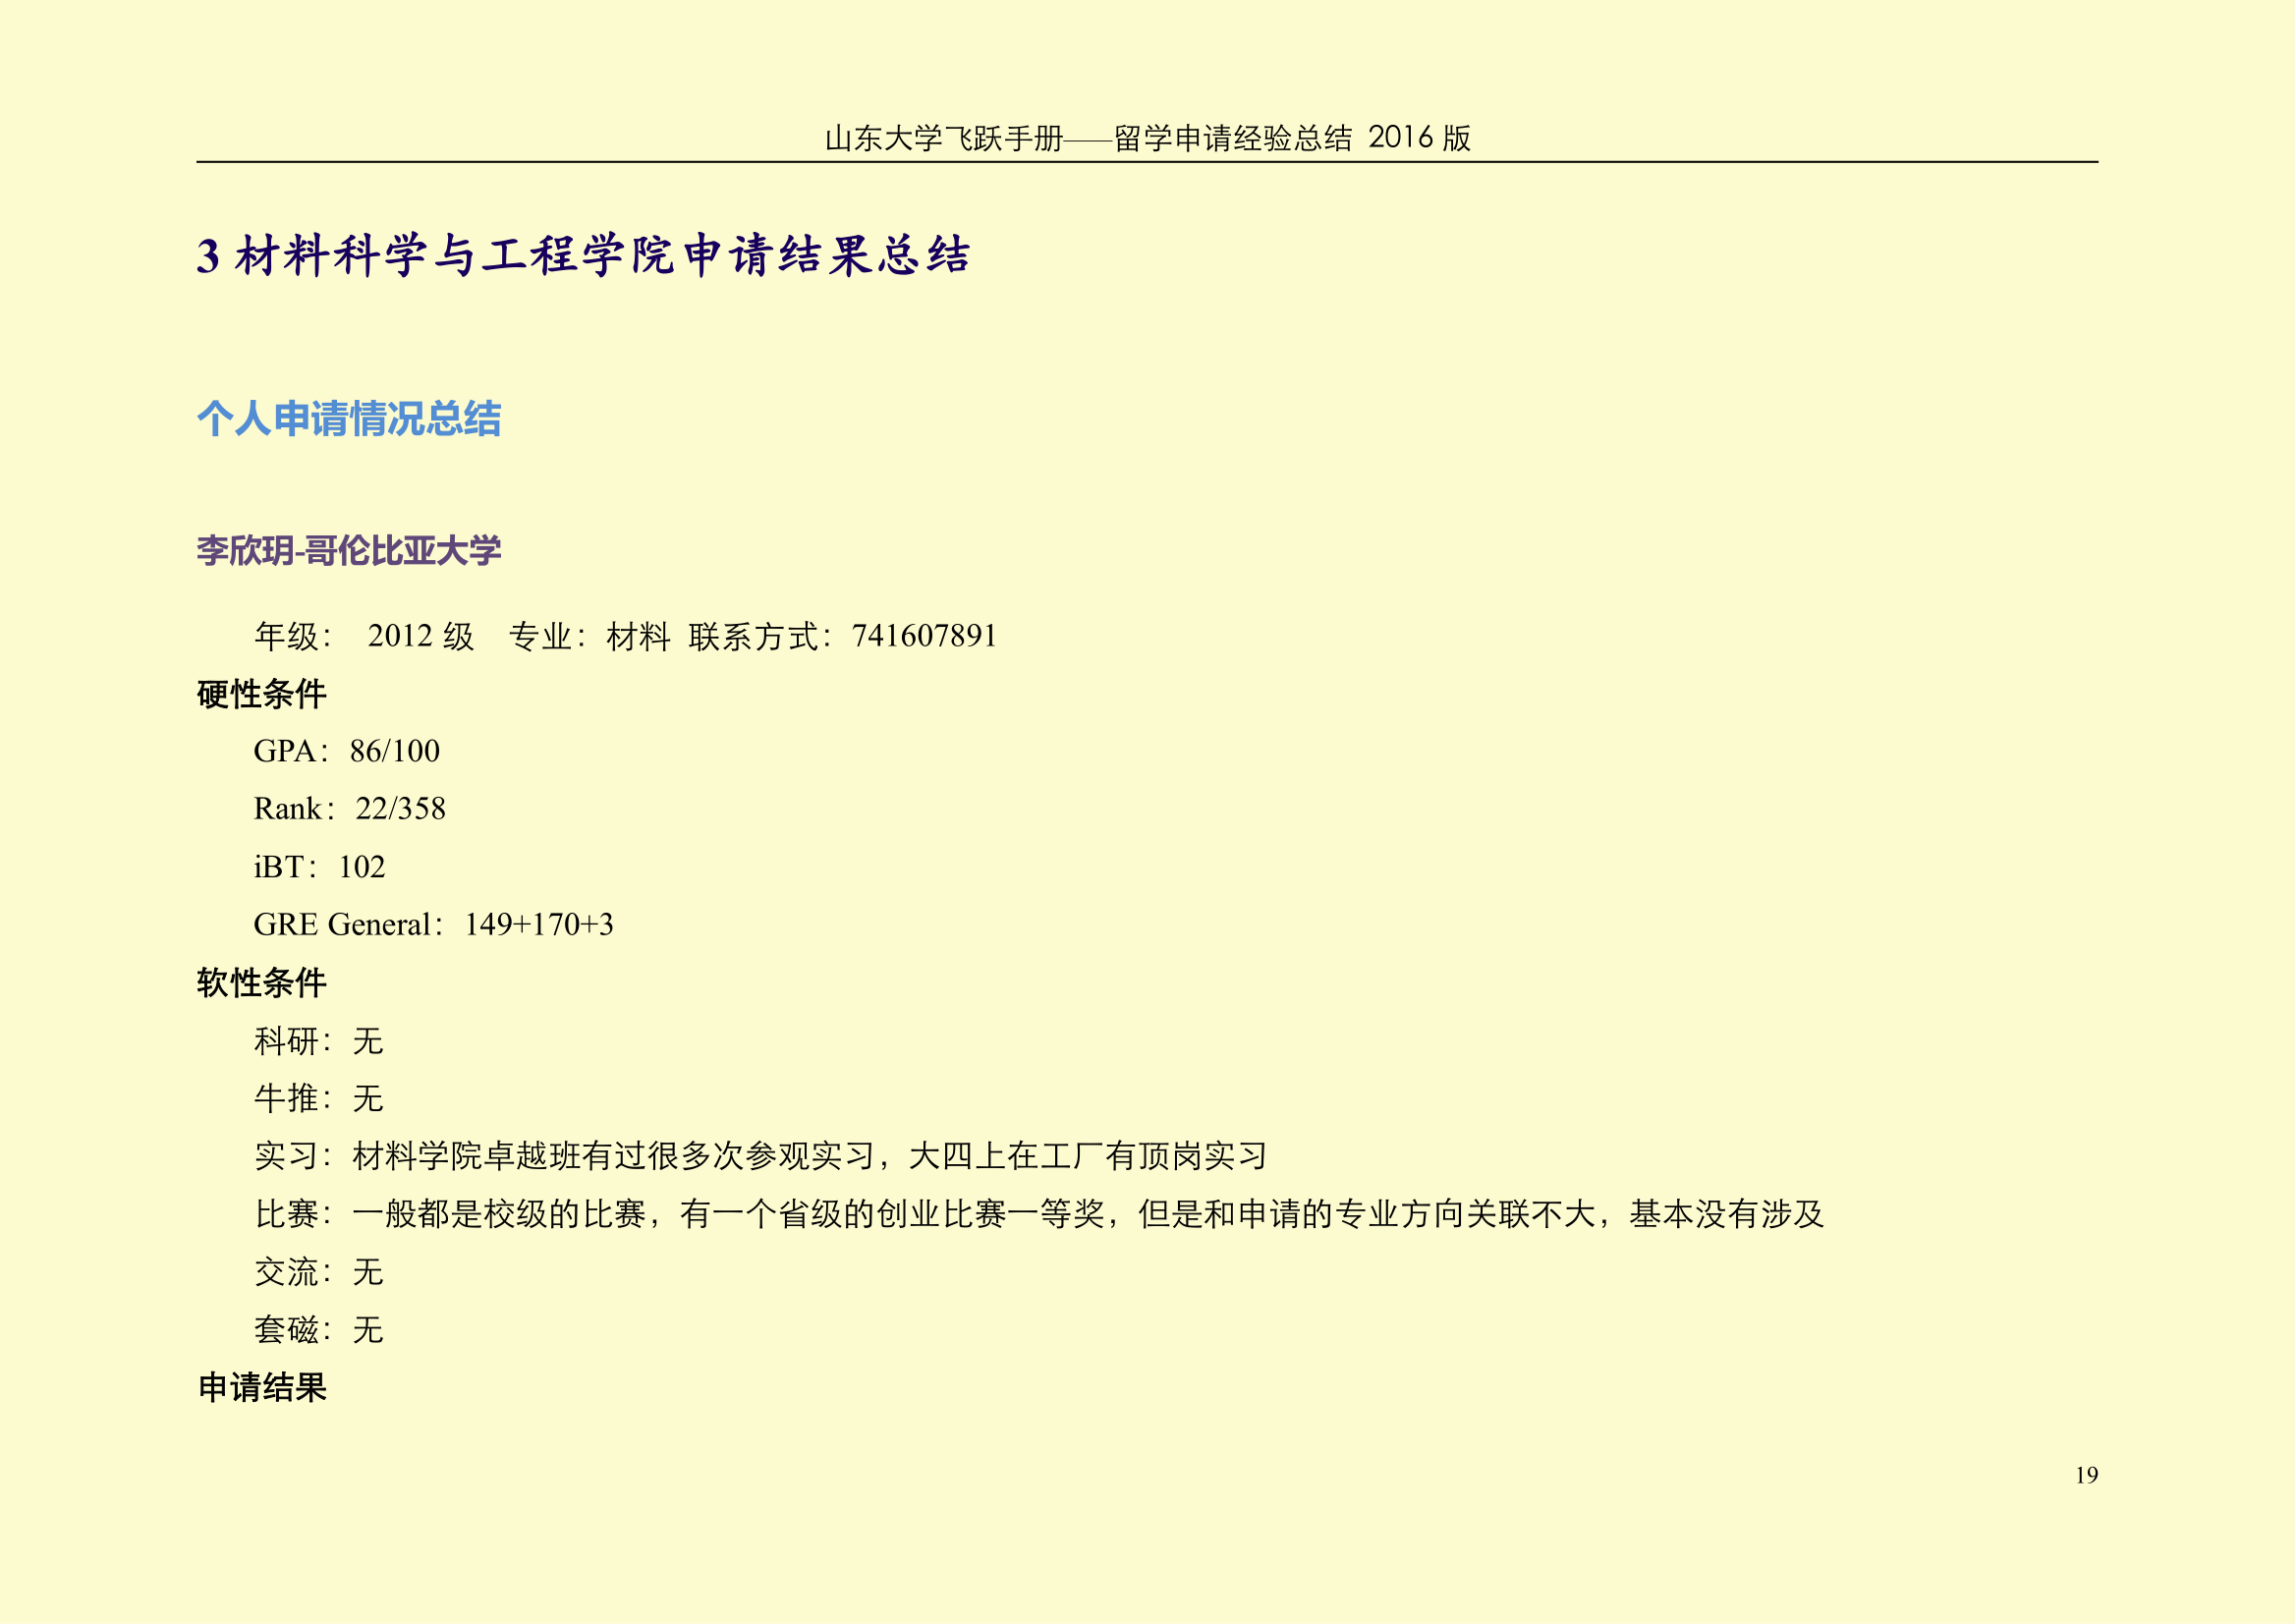 山东大学飞跃手册——留学申请经验总结 2016 版
3 材料科学与工程学院申请结果总结
个人申请情况总结
李欣玥-哥伦比亚大学
年级： 2012 级 专业：材料 联系方式：741607891
硬性条件
GPA：86/100
Rank：22/358
iBT：102
GRE General：149+170+3
软性条件
科研：无
牛推：无
实习：材料学院卓越班有过很多次参观实习，大四上在工厂有顶岗实习
比赛：一般都是校级的比赛，有一个省级的创业比赛一等奖，但是和申请的专业方向关联不大，基本没有涉及
交流：无
套磁：无
申请结果
19